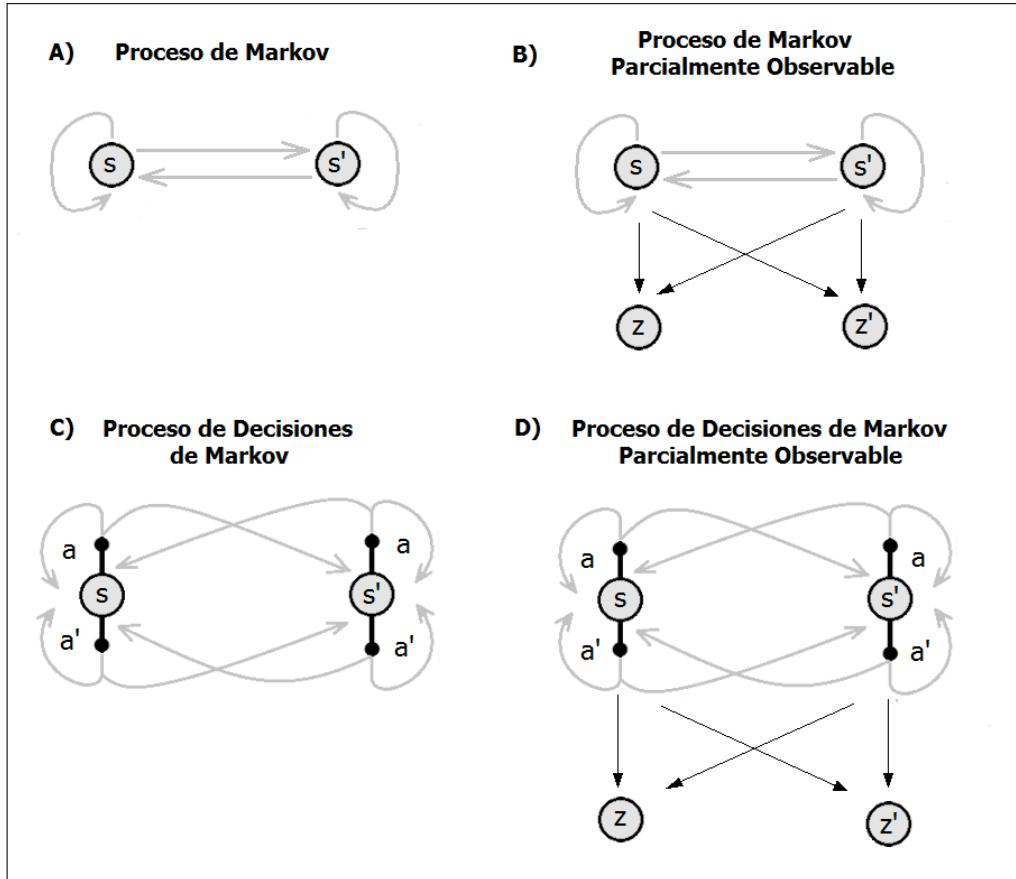 A) Proceso de Markov
s
s'
B) Proceso de Markov
Parcialmente Observable
s
s'
z
z'
C) Proceso de Decisiones
de Markov
a
a
s
s'
a'
a'
D) Proceso de Decisiones de Markov
Parcialmente Observable
a
a
s
s'
a'
a'
z
z'